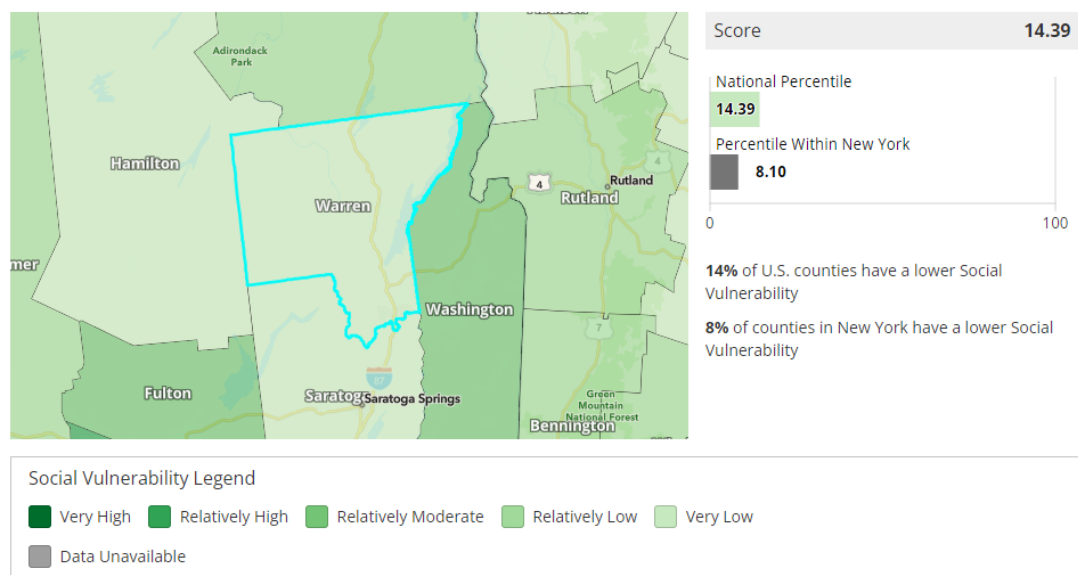 Score 14.39
Adirondack
Park
Hamilton
Warren
4
4
Rutland
Rutland
mer
Washington
7
87
Fulton
Saratoga
Saratoga Springs
Green
Mountain
National Forest
Bennington
National Percentile
14.39
Percentile Within New York
8.10
0 100
14% of U.S. counties have a lower Social
Vulnerability
8% of counties in New York have a lower Social
Vulnerability
Social Vulnerability Legend
Very High Relatively High Relatively Moderate Relatively Low Very Low
Data Unavailable